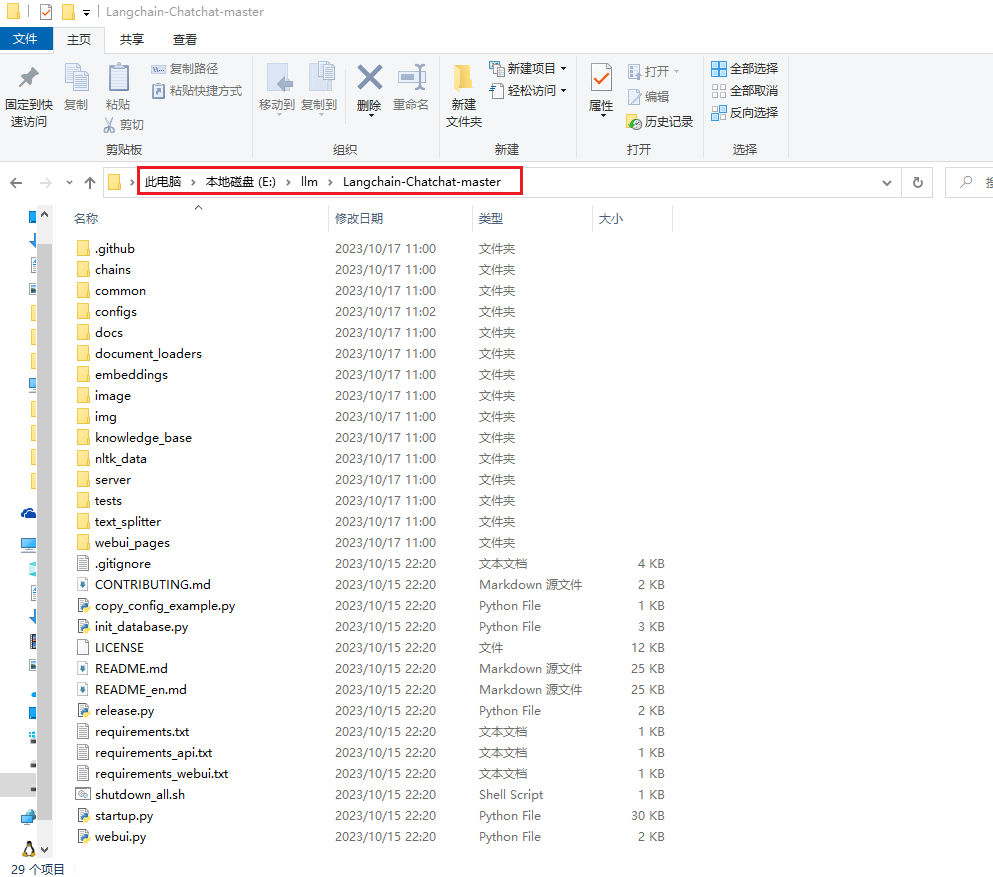 Langchain-Chatchat-master
文件 主页 共享 查看
固定到快速访问
复制
粘贴
复制路径
粘贴快捷方式
剪切
剪贴板
移动到
复制到
删除
重命名
组织
新建文件夹
新建项目
轻松访问
新建
属性
打开
编辑
历史记录
打开
全部选择
全部取消
反向选择
选择
此电脑 本地磁盘 (E:) llm Langchain-Chatchat-master
名称 修改日期 类型 大小
.github 2023/10/17 11:00 文件夹
chains 2023/10/17 11:00 文件夹
common 2023/10/17 11:00 文件夹
configs 2023/10/17 11:02 文件夹
docs 2023/10/17 11:00 文件夹
document_loaders 2023/10/17 11:00 文件夹
embeddings 2023/10/17 11:00 文件夹
image 2023/10/17 11:00 文件夹
img 2023/10/17 11:00 文件夹
knowledge_base 2023/10/17 11:00 文件夹
nltk_data 2023/10/17 11:00 文件夹
server 2023/10/17 11:00 文件夹
tests 2023/10/17 11:00 文件夹
text_splitter 2023/10/17 11:00 文件夹
webui_pages 2023/10/17 11:00 文件夹
.gitignore 2023/10/15 22:20 文本文档 4 KB
CONTRIBUTING.md 2023/10/15 22:20 Markdown 源文件 2 KB
copy_config_example.py 2023/10/15 22:20 Python File 1 KB
init_database.py 2023/10/15 22:20 Python File 3 KB
LICENSE 2023/10/15 22:20 文件 12 KB
README.md 2023/10/15 22:20 Markdown 源文件 25 KB
README_en.md 2023/10/15 22:20 Markdown 源文件 25 KB
release.py 2023/10/15 22:20 Python File 2 KB
requirements.txt 2023/10/15 22:20 文本文档 1 KB
requirements_api.txt 2023/10/15 22:20 文本文档 1 KB
requirements_webui.txt 2023/10/15 22:20 文本文档 1 KB
shutdown_all.sh 2023/10/15 22:20 Shell Script 1 KB
startup.py 2023/10/15 22:20 Python File 30 KB
webui.py 2023/10/15 22:20 Python File 2 KB
29 个项目